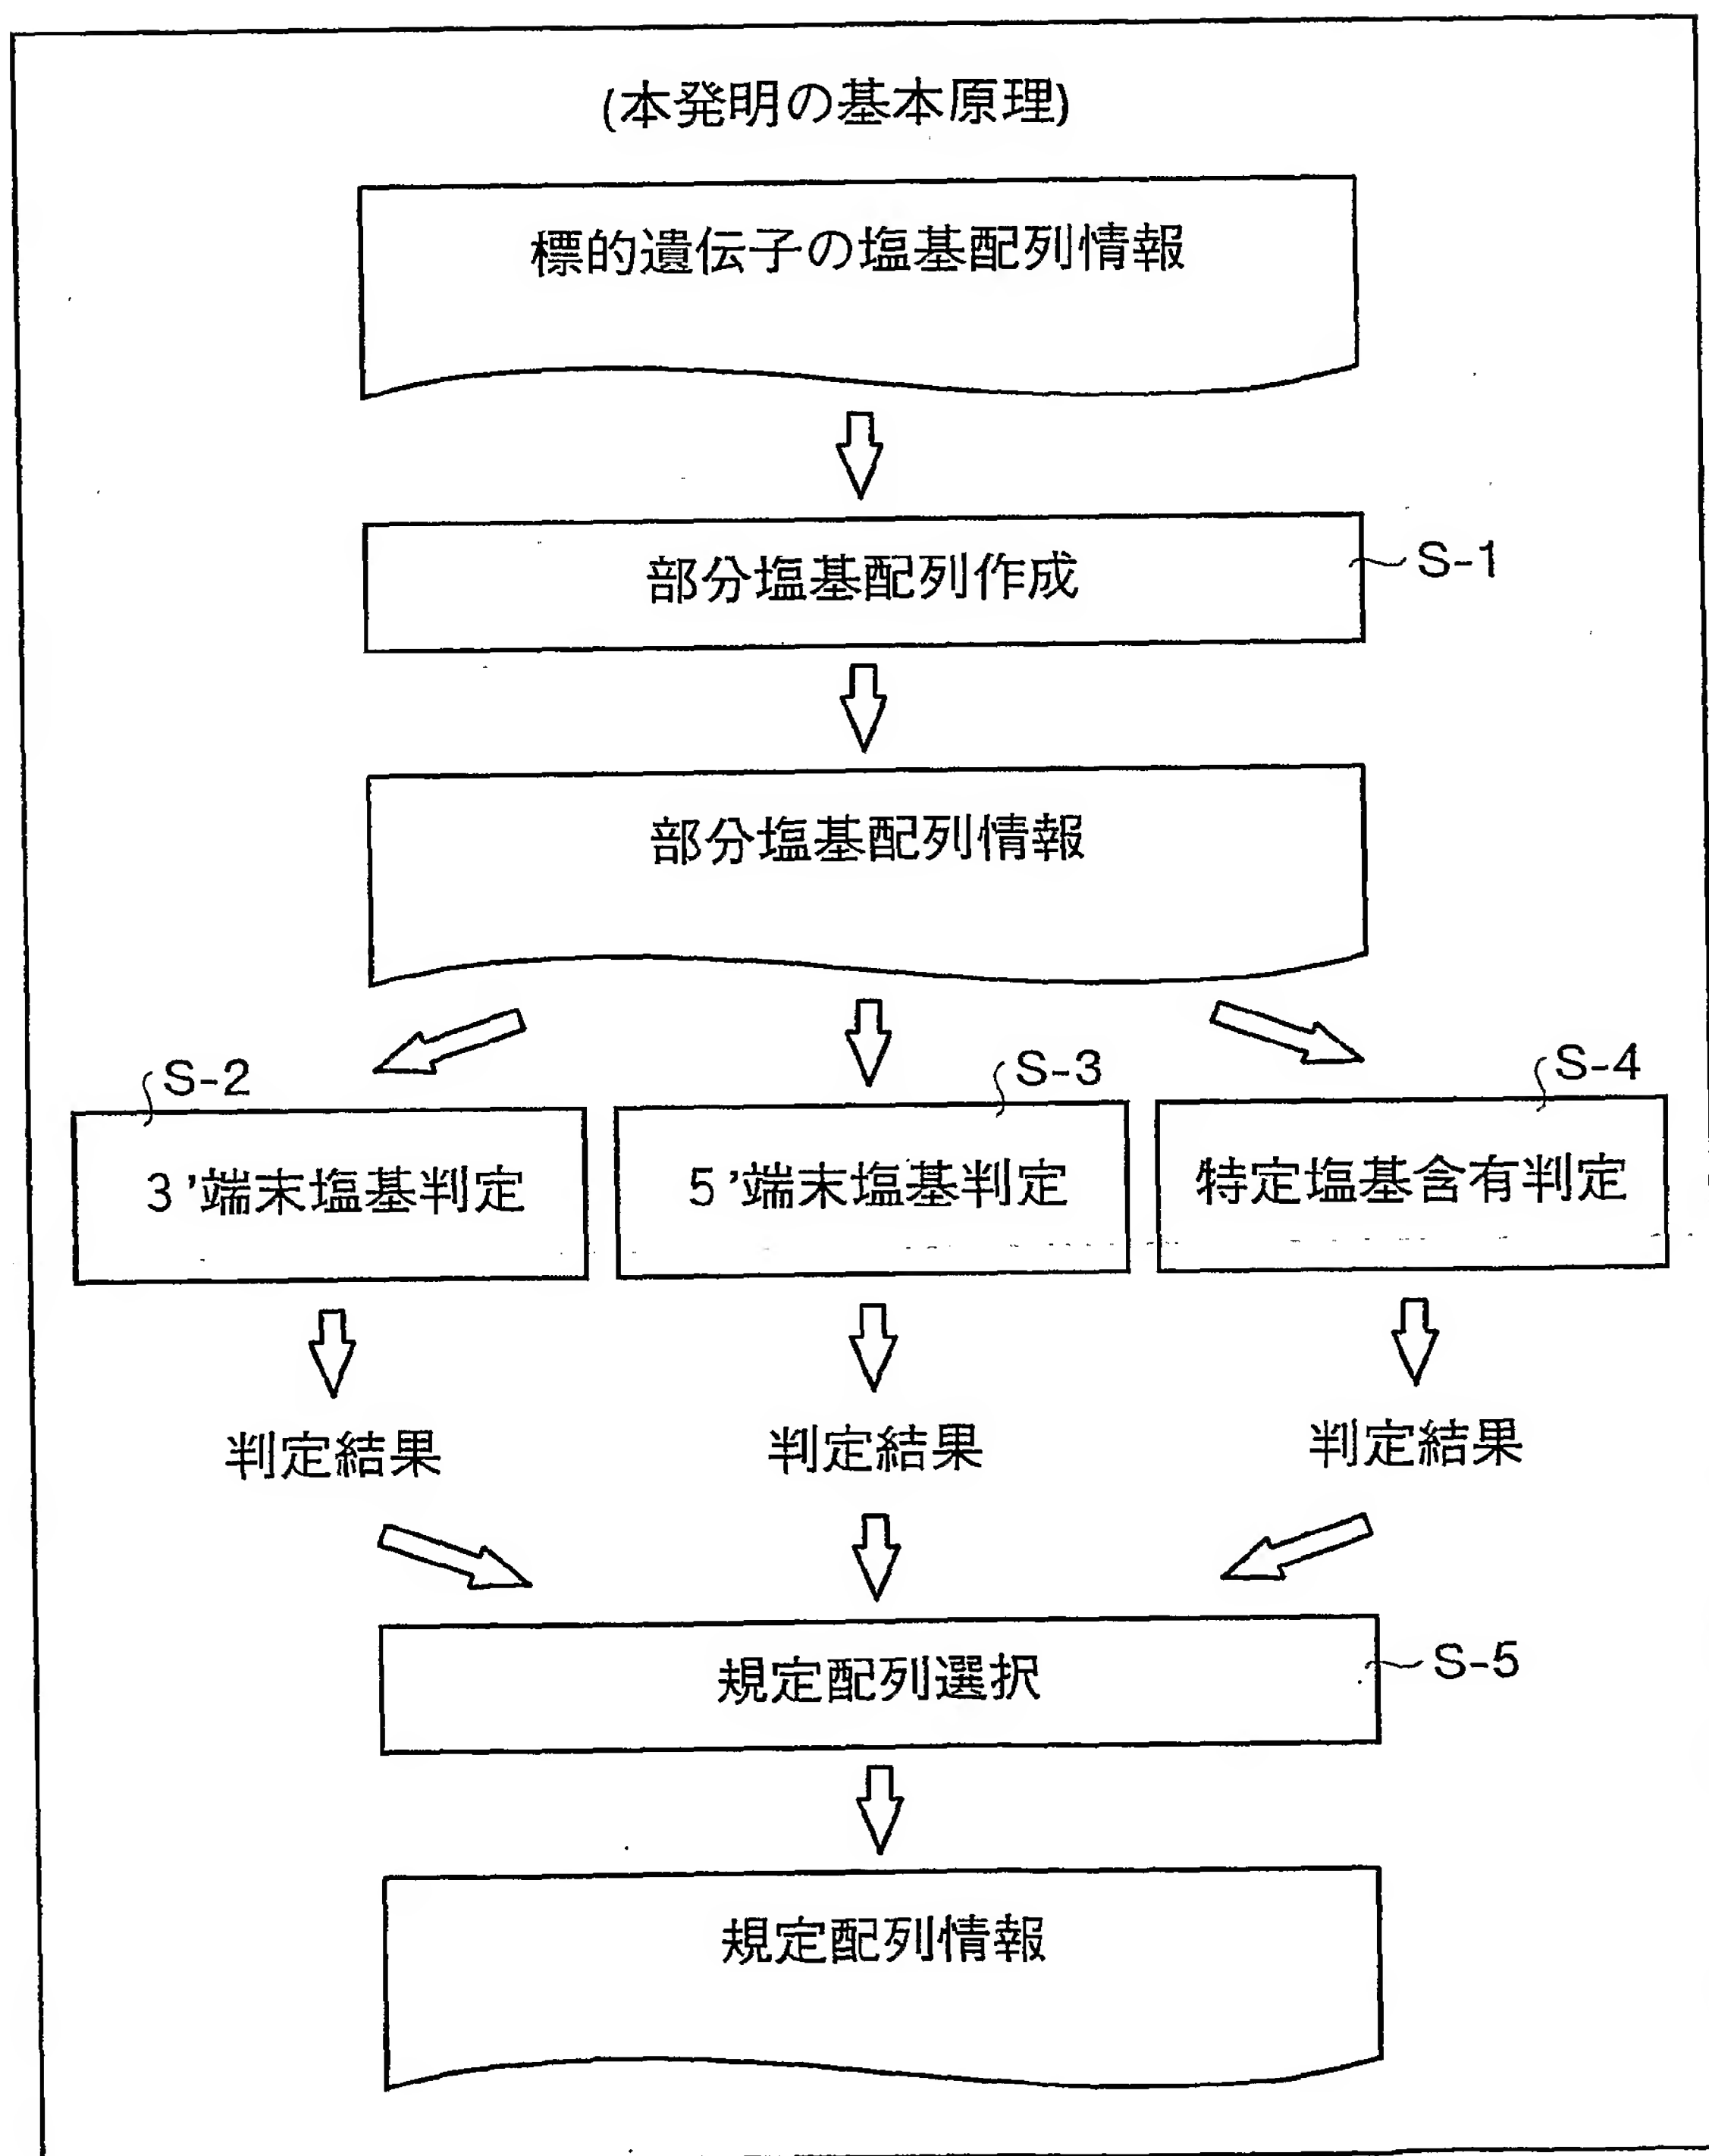 (本発明の基本原理)
標的遺伝子の塩基配列情報
部分塩基配列作成
S-1
部分塩基配列情報
S-2
S-3
S-4
3'端末塩基判定
5'端末塩基判定
特定塩基含有判定
判定結果
判定結果
判定結果
規定配列選択
S-5
規定配列情報